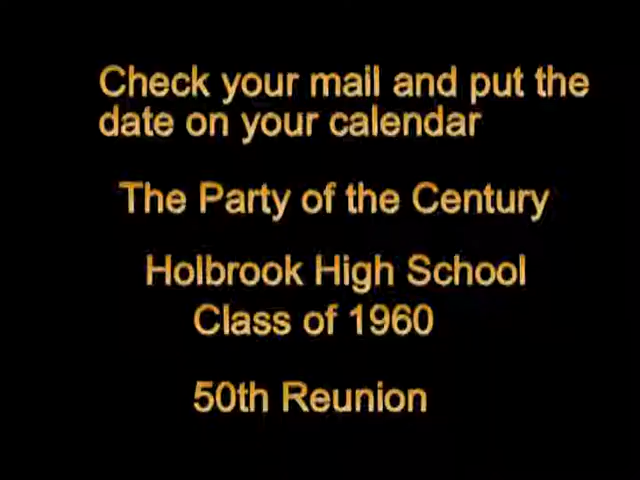 Check your mail and put the
date on your calendar
The Party of the Century
Holbrook High School
Class of 1960
50th Reunion